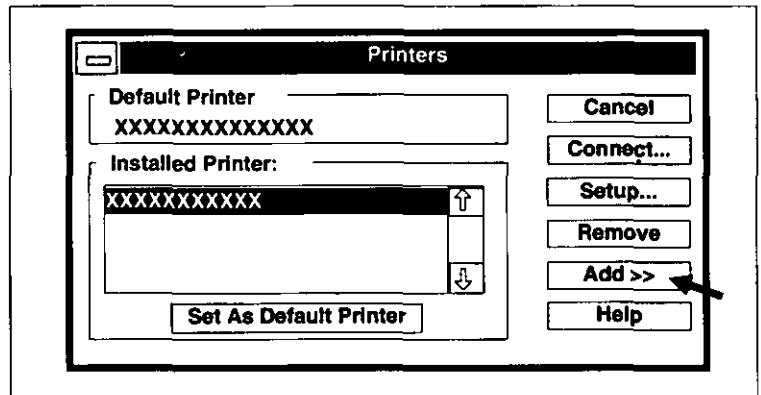 Printers
Default Printer
XXXXXXXXXXXXXX
Installed Printer:
XXXXXXXXXXX
Set As Default Printer
Cancel
Connect...
Setup...
Remove
Add >>
Help